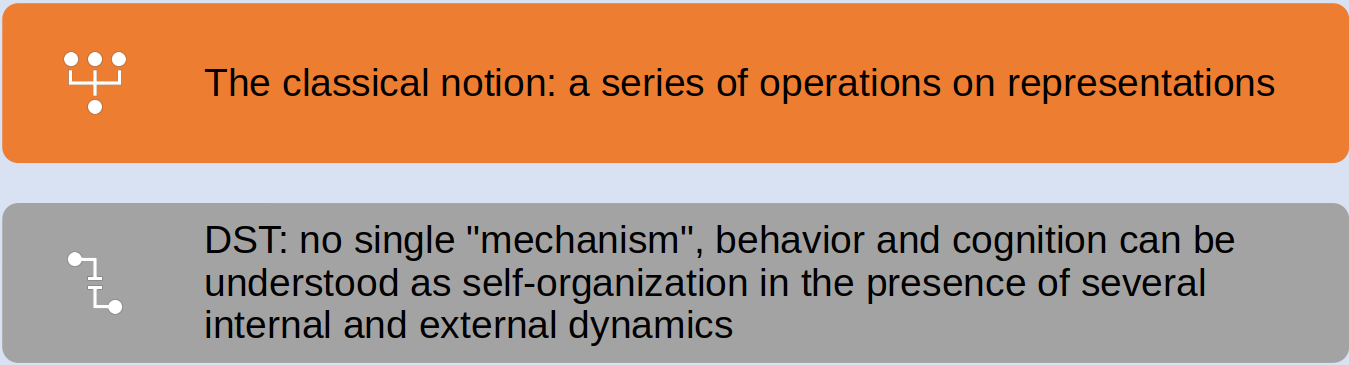 The classical notion: a series of operations on representations
DST: no single "mechanism", behavior and cognition can be
understood as self-organization in the presence of several
internal and external dynamics